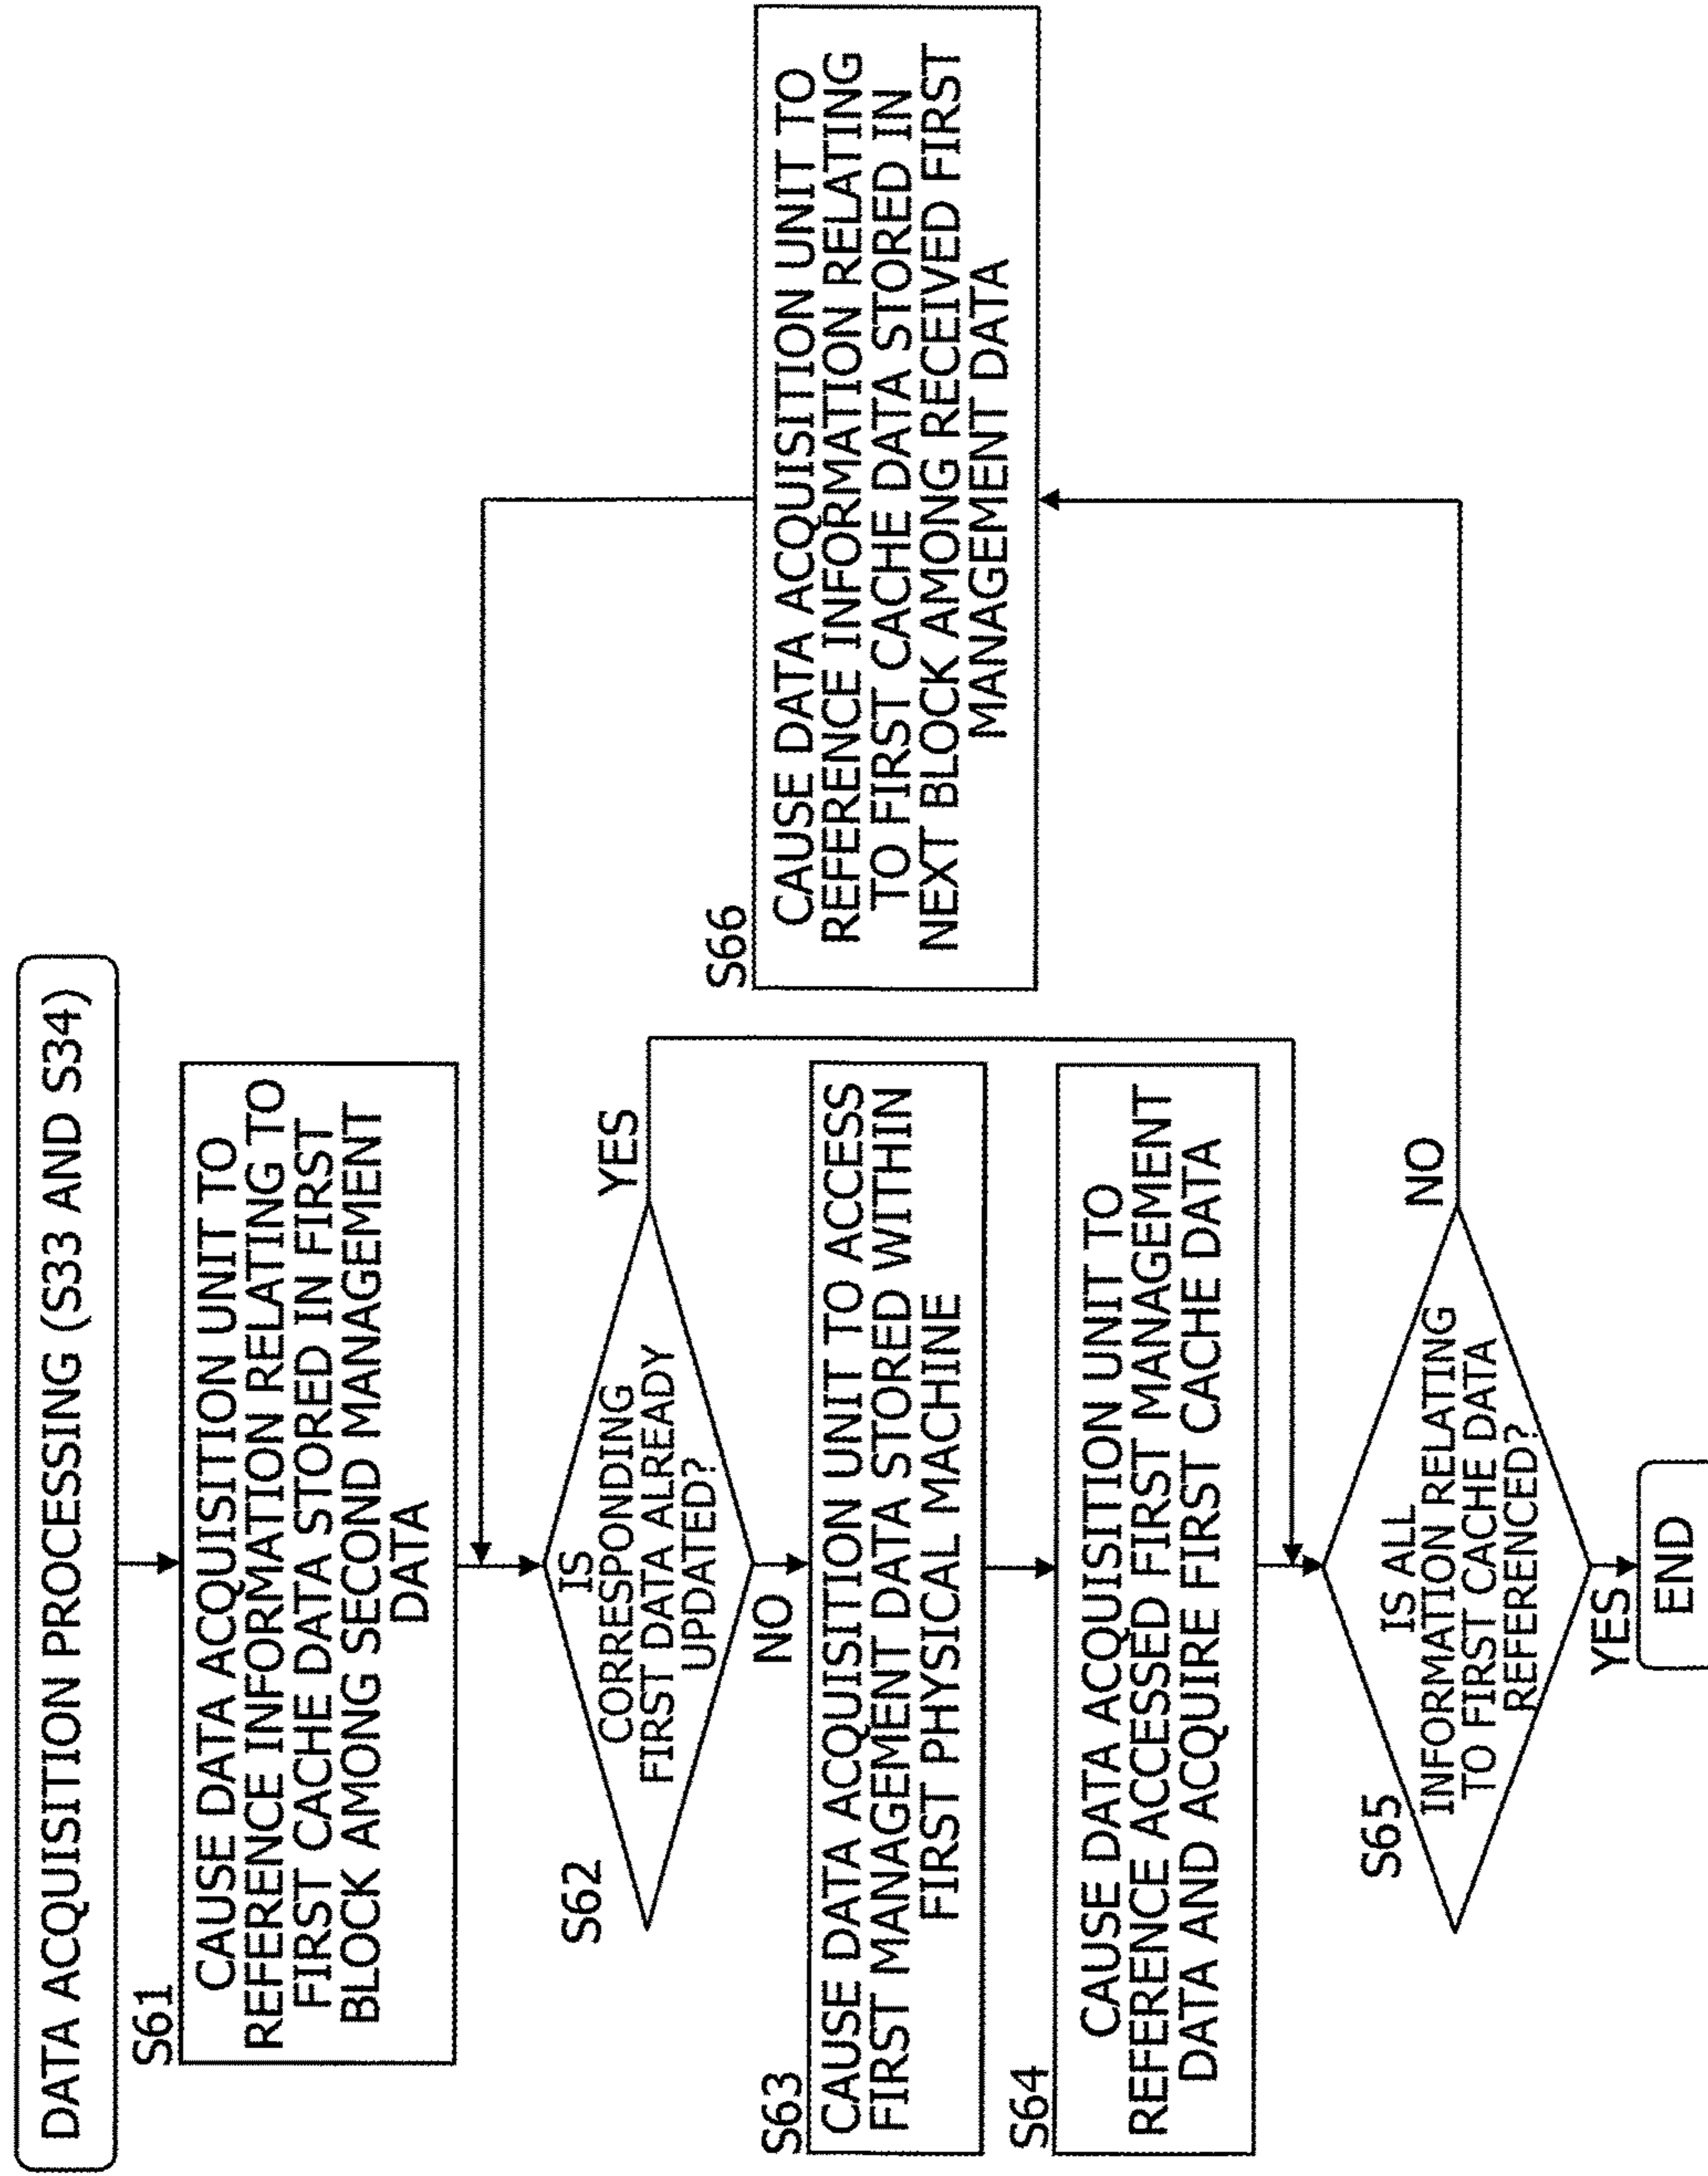 DATA ACQUISITION PROCESSING (S33 AND S34)
S61
CAUSE DATA ACQUISITION UNIT TO
REFERENCE INFORMATION RELATING TO
FIRST CACHE DATA STORED IN FIRST
BLOCK AMONG SECOND MANAGEMENT
DATA
S62
IS
CORRESPONDING
FIRST DATA ALREADY
UPDATED?
YES
NO
S63
CAUSE DATA ACQUISITION UNIT TO ACCESS
FIRST MANAGEMENT DATA STORED WITHIN
FIRST PHYSICAL MACHINE
S64
CAUSE DATA ACQUISITION UNIT TO
REFERENCE ACCESSED FIRST MANAGEMENT
DATA AND ACQUIRE FIRST CACHE DATA
S65
IS ALL
INFORMATION RELATING
TO FIRST CACHE DATA
REFERENCED?
NO
YES
END
S66
CAUSE DATA ACQUISITION UNIT TO
REFERENCE INFORMATION RELATING
TO FIRST CACHE DATA STORED IN
NEXT BLOCK AMONG RECEIVED FIRST
MANAGEMENT DATA